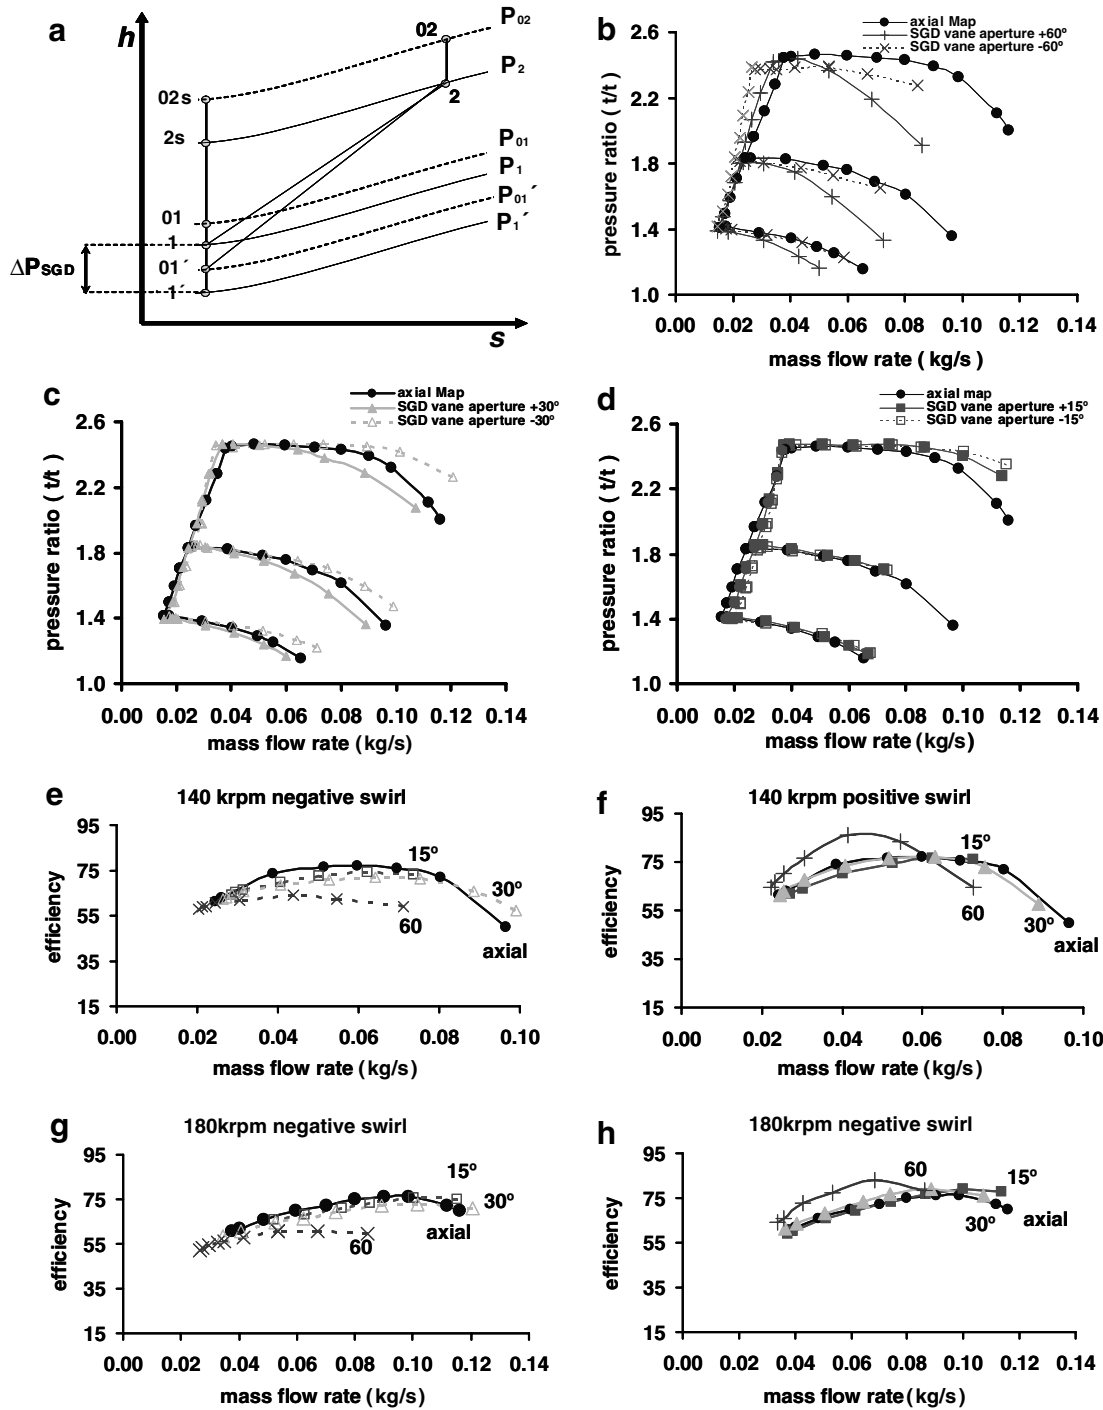 a
h
02
P02
P2
02s
2
2s
P01
P1
P01´
P1´
01
1
ΔPSGD
01´
1´
s
b
axial Map
SGD vane aperture +60º
SGD vane aperture -60º
2.6
2.2
1.8
1.4
1.0
pressure ratio ( t/t )
0.00 0.02 0.04 0.06 0.08 0.10 0.12 0.14
mass flow rate ( kg/s )
c
axial Map
SGD vane aperture +30º
SGD vane aperture -30º
2.6
2.2
1.8
1.4
1.0
pressure ratio ( t/t )
0.00 0.02 0.04 0.06 0.08 0.10 0.12 0.14
mass flow rate (kg/s)
d
axial map
SGD vane aperture +15º
SGD vane aperture -15º
2.6
2.2
1.8
1.4
1.0
pressure ratio ( t/t )
0.00 0.02 0.04 0.06 0.08 0.10 0.12 0.14
mass flow rate (kg/s)
e
140 krpm negative swirl
95
75
55
35
15
efficiency
15º
30º
60
axial
0.00 0.02 0.04 0.06 0.08 0.10
mass flow rate (kg/s)
f
140 krpm positive swirl
95
75
55
35
15
efficiency
15º
60
30º
axial
0.00 0.02 0.04 0.06 0.08 0.10
mass flow rate (kg/s)
g
180krpm negative swirl
95
75
55
35
15
efficiency
15º
30º
axial
60
0.00 0.02 0.04 0.06 0.08 0.10 0.12 0.14
mass flow rate (kg/s)
h
180krpm negative swirl
95
75
55
35
15
efficiency
60
15º
30º
axial
0.00 0.02 0.04 0.06 0.08 0.10 0.12 0.14
mass flow rate (kg/s)